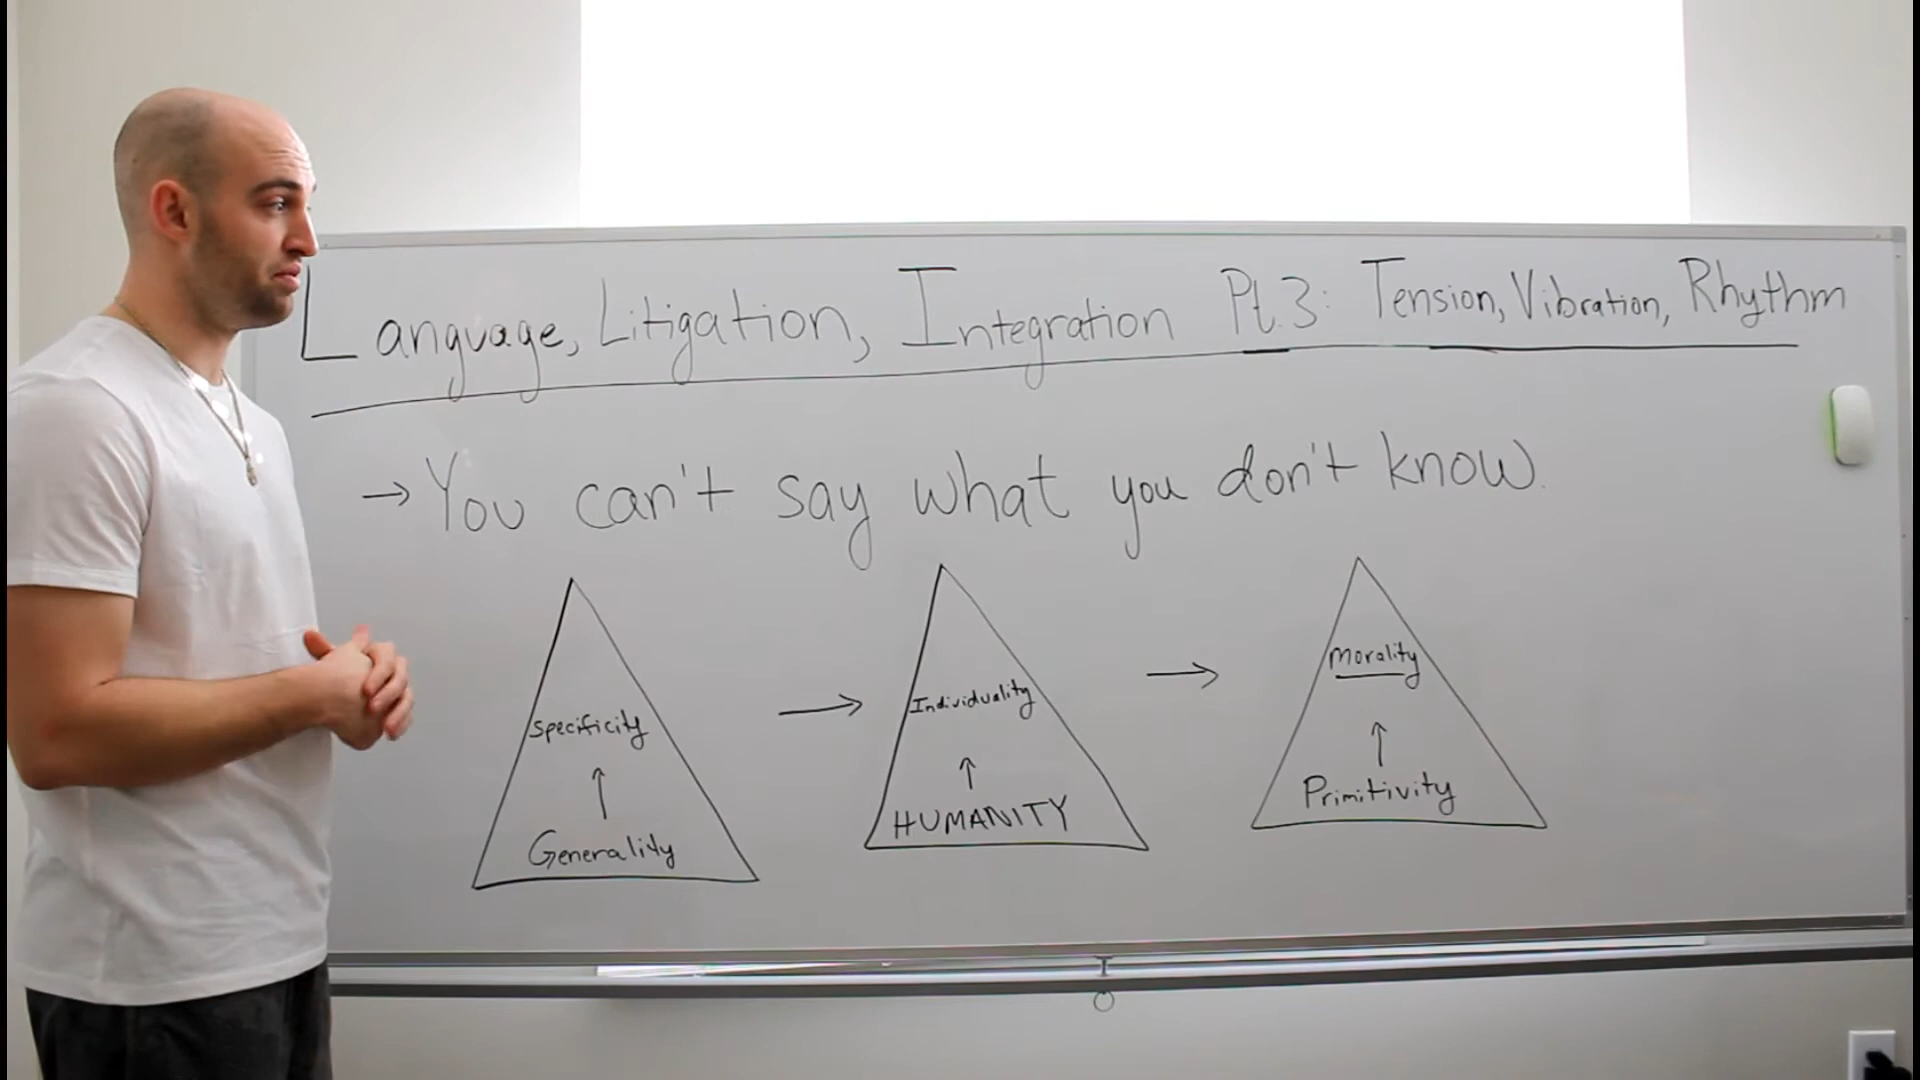 Language, Litigation, Integration Pt.3: Tension, Vibration, Rhythm
→ You can't say what you don't know.
Specificity
↑
Generality
→
Individuality
↑
HUMANITY
→
Morality
↑
Primitivity